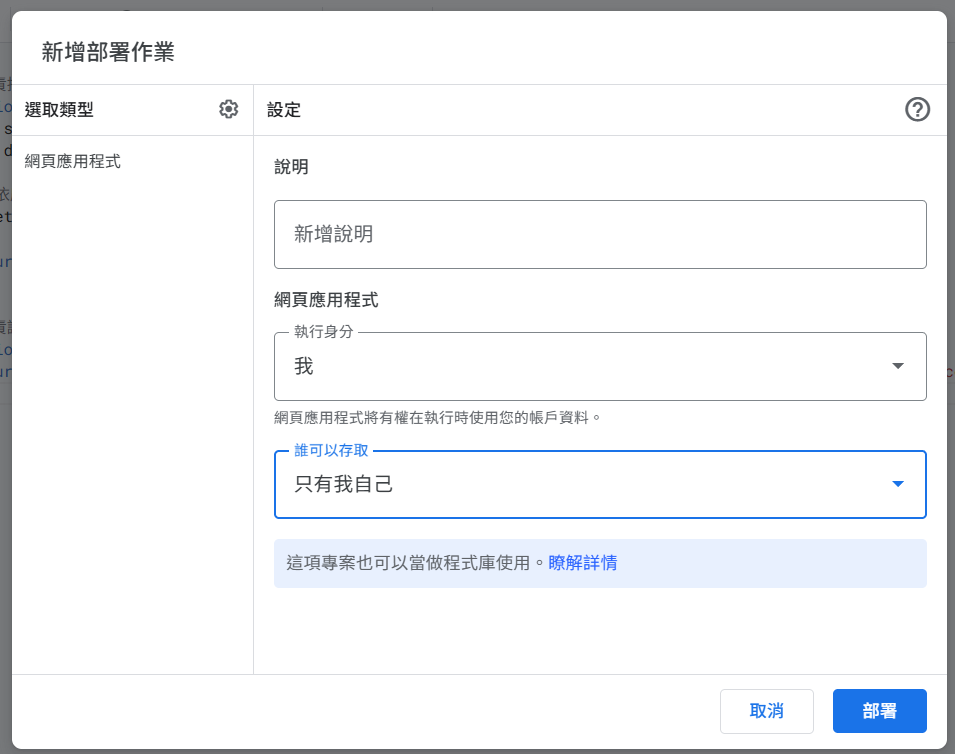 新增部署作業
選取類型
設定
網頁應用程式
說明
新增說明
網頁應用程式
執行身分
我
網頁應用程式將有權在執行時使用您的帳戶資料。
誰可以存取
只有我自己
這項專案也可以當做程式庫使用。瞭解詳情
取消
部署